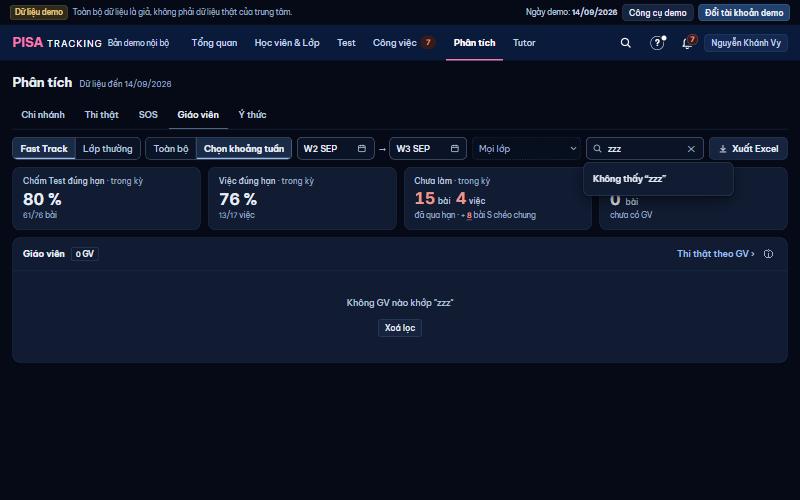 Dữ liệu demo Toàn bộ dữ liệu là giả, không phải dữ liệu thật của trung tâm. Ngày demo: 14/09/2026 Công cụ demo Đổi tài khoản demo
PISA TRACKING Bản demo nội bộ Tổng quan Học viên & Lớp Test Công việc 7 Phân tích Tutor ? 7 Nguyễn Khánh Vy
Phân tích Dữ liệu đến 14/09/2026
Chi nhánh Thi thật SOS Giáo viên Ý thức
Fast Track Lớp thường Toàn bộ Chọn khoảng tuần W2 SEP → W3 SEP Mọi lớp zzz Xuất Excel
Không thấy “zzz”
Chấm Test đúng hạn · trong kỳ
80 %
61/76 bài
Việc đúng hạn · trong kỳ
76 %
13/17 việc
Chưa làm · trong kỳ
15 bài 4 việc
đã quá hạn · + 8 bài S chéo chung
0 bài
chưa có GV
Giáo viên 0 GV Thi thật theo GV ›
Không GV nào khớp "zzz"
Xoá lọc